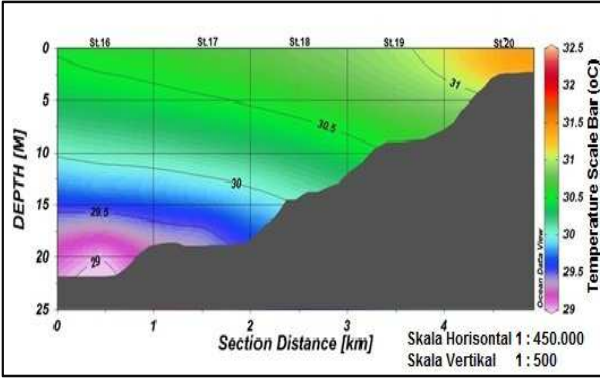 St.16 St.17 St.18 St.19 St.20
0
5
10
15
20
25
DEPTH [M]
31
30.5
30
29.5
29
0 1 2 3 4
Section Distance [km]
32.5
32
31.5
31
30.5
30
29.5
29
Temperature Scale Bar (oC)
Ocean Data View
Skala Horisontal 1 : 450.000
Skala Vertikal 1 : 500